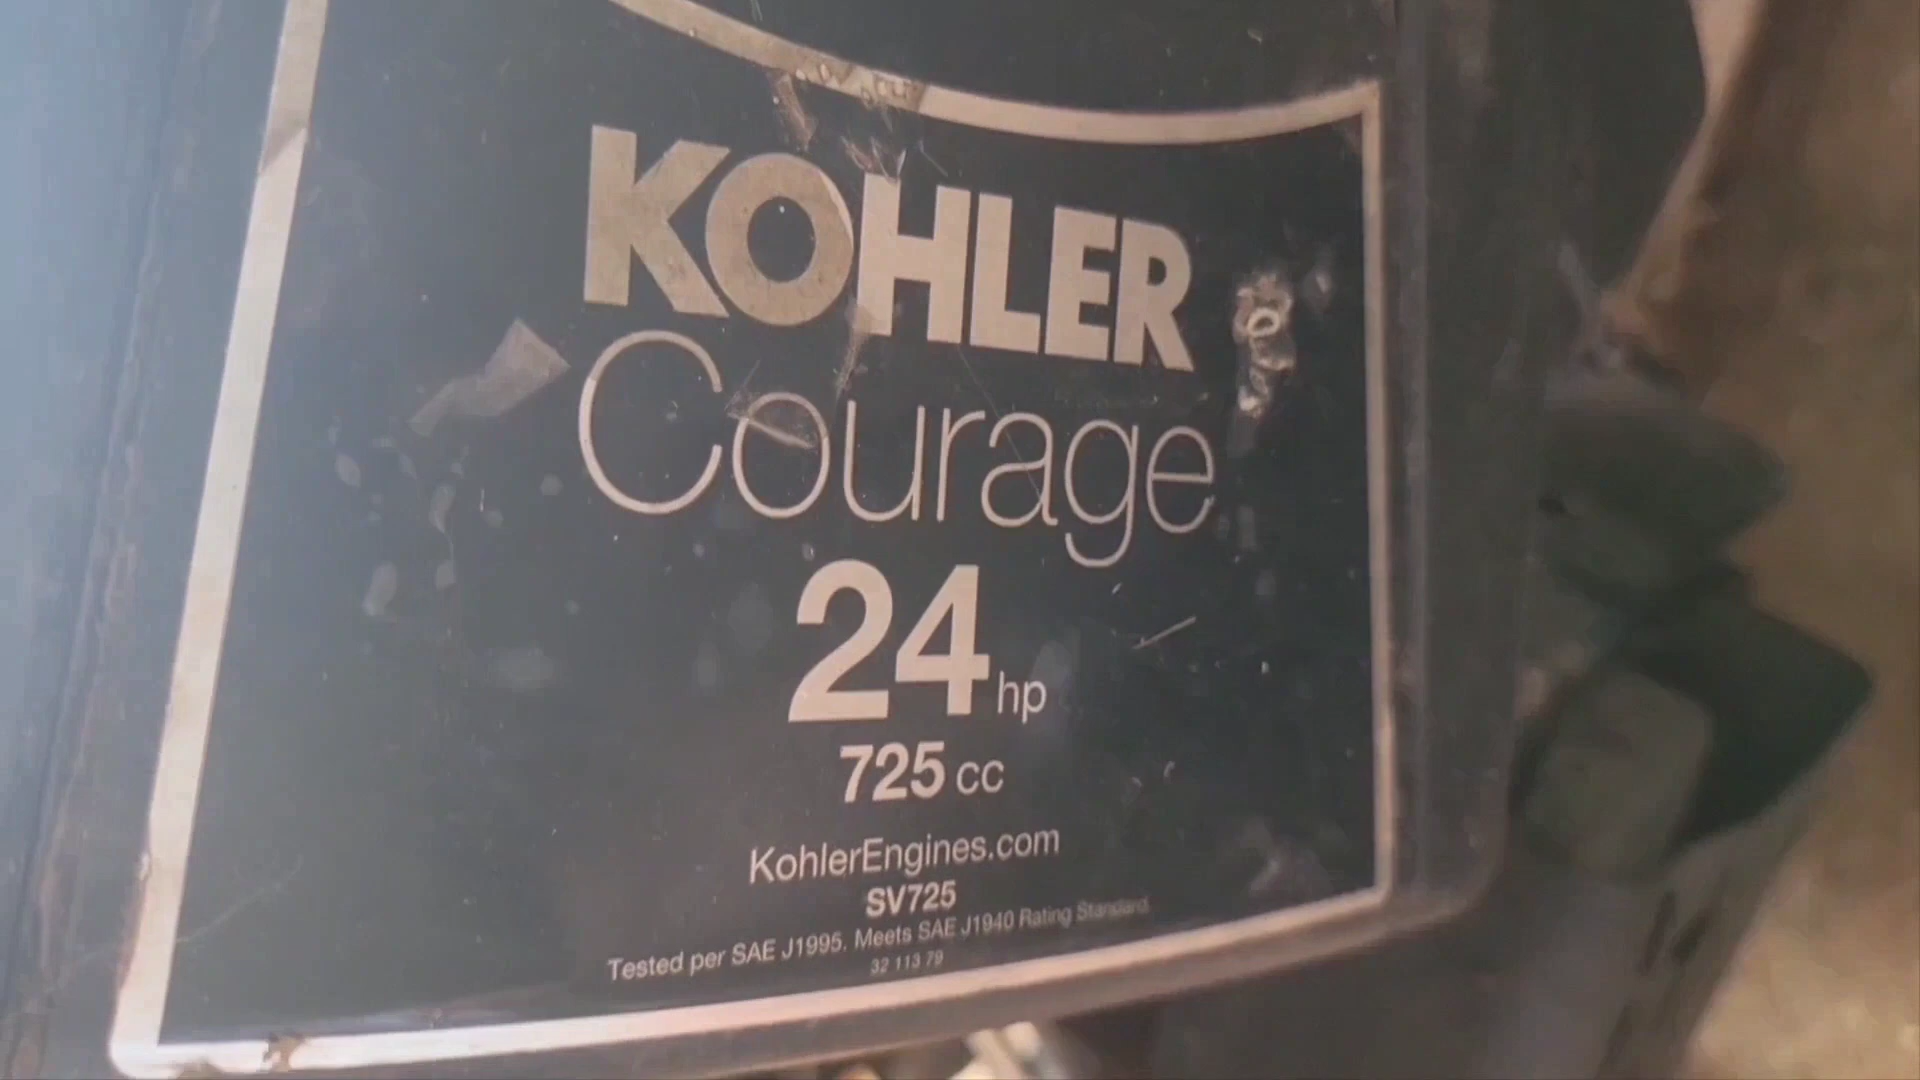 KOHLER
Courage
24 hp
725 cc
KohlerEngines.com
SV725
Tested per SAE J1995. Meets SAE J1940 Rating Standard.
32 113 79